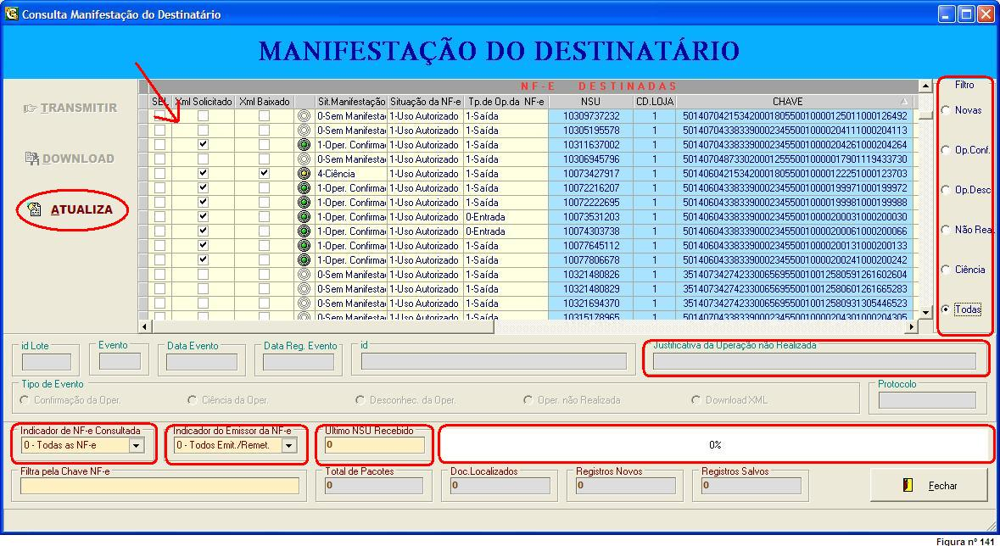 Consulta Manifestação do Destinatário
MANIFESTAÇÃO DO DESTINATÁRIO
TRANSMITIR
DOWNLOAD
ATUALIZA
NF-E DESTINADAS
SEL Xml Solicitado Xml Baixado Sit.Manifestação Situação da NF-e Tp.de Op.da NF-e NSU CD.LOJA CHAVE
0-Sem Manifesta 1-Uso Autorizado 1-Saída 10309737232 1 50140704215342000180550010000125011000126492
0-Sem Manifesta 1-Uso Autorizado 1-Saída 10305195578 1 50140704338339000234550010000204111000204113
1-Oper. Confirma 1-Uso Autorizado 1-Saída 10311637002 1 50140704338339000234550010000204261000204264
0-Sem Manifesta 1-Uso Autorizado 1-Saída 10306945796 1 50140704873302000125550010000017901119433730
4-Ciência 1-Uso Autorizado 1-Saída 10073427917 1 50140604215342000180550010000122251000123703
1-Oper. Confirma 1-Uso Autorizado 1-Saída 10072216207 1 50140604338339000234550010000199971000199972
1-Oper. Confirma 1-Uso Autorizado 1-Saída 10072222695 1 50140604338339000234550010000199981000199988
1-Oper. Confirma 1-Uso Autorizado 0-Entrada 10073531203 1 50140604338339000234550010000200031000200030
1-Oper. Confirma 1-Uso Autorizado 0-Entrada 10074303738 1 50140604338339000234550010000200061000200066
1-Oper. Confirma 1-Uso Autorizado 1-Saída 10077645112 1 50140604338339000234550010000200131000200133
1-Oper. Confirma 1-Uso Autorizado 1-Saída 10077806678 1 50140604338339000234550010000200241000200242
0-Sem Manifesta 1-Uso Autorizado 1-Saída 10321480826 1 35140734274233006569550010012580591261602604
0-Sem Manifesta 1-Uso Autorizado 1-Saída 10321480829 1 35140734274233006569550010012580601261665283
0-Sem Manifesta 1-Uso Autorizado 1-Saída 10321694370 1 35140734274233006569550010012580931305446523
0-Sem Manifesta 1-Uso Autorizado 1-Saída 10315178965 1 50140704338339000234550010000204301000204305
Filtro
Novas
Op.Conf.
Op.Desc
Não Rea.
Ciência
Todas
id Lote Evento Data Evento Data Reg. Evento id Justificativa da Operação não Realizada
Tipo de Evento Protocolo
Confirmação da Oper. Ciência da Oper. Desconhec. da Oper. Oper. não Realizada Download XML
Indicador de NF-e Consultada Indicador do Emissor da NF-e Ultimo NSU Recebido
0 - Todas as NF-e 0 - Todos Emit./Remet. 0 0%
Filtra pela Chave NF-e Total de Pacotes Doc.Localizados Registros Novos Registros Salvos
0 0 0 0 Fechar
Figura nº 141